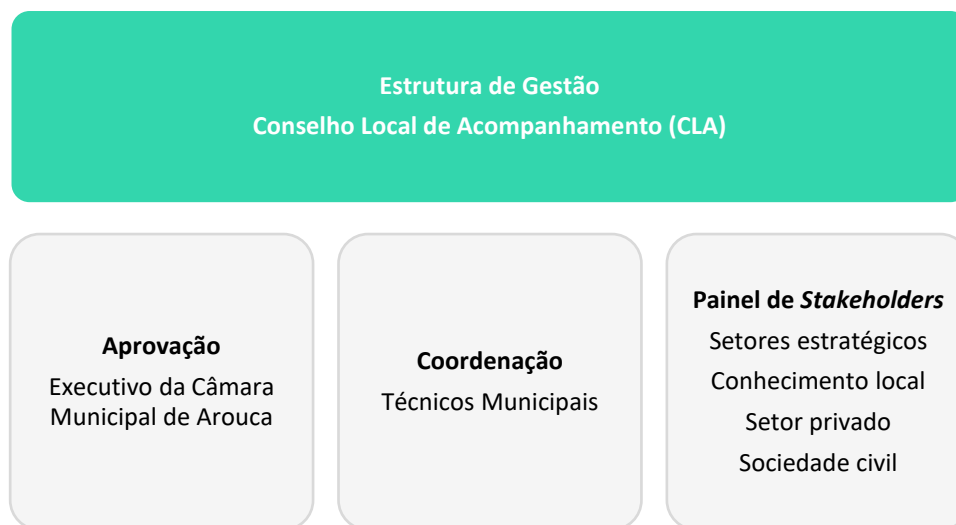 Estrutura de Gestão
Conselho Local de Acompanhamento (CLA)
Aprovação
Executivo da Câmara
Municipal de Arouca
Coordenação
Técnicos Municipais
Painel de Stakeholders
Setores estratégicos
Conhecimento local
Setor privado
Sociedade civil